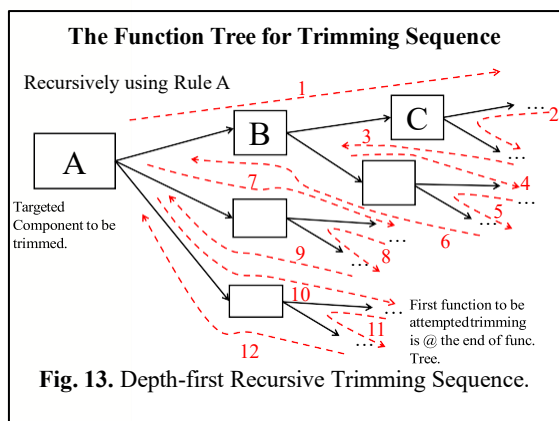 The Function Tree for Trimming Sequence
Recursively using Rule A
1
...
2
C
B
3
...
A
4
...
7
5
...
Targeted
Component to be
trimmed.
...
6
8
9
...
10
First function to be
attemptedtrimming
is @ the end of func.
Tree.
...
11
12
...
Fig. 13. Depth-first Recursive Trimming Sequence.